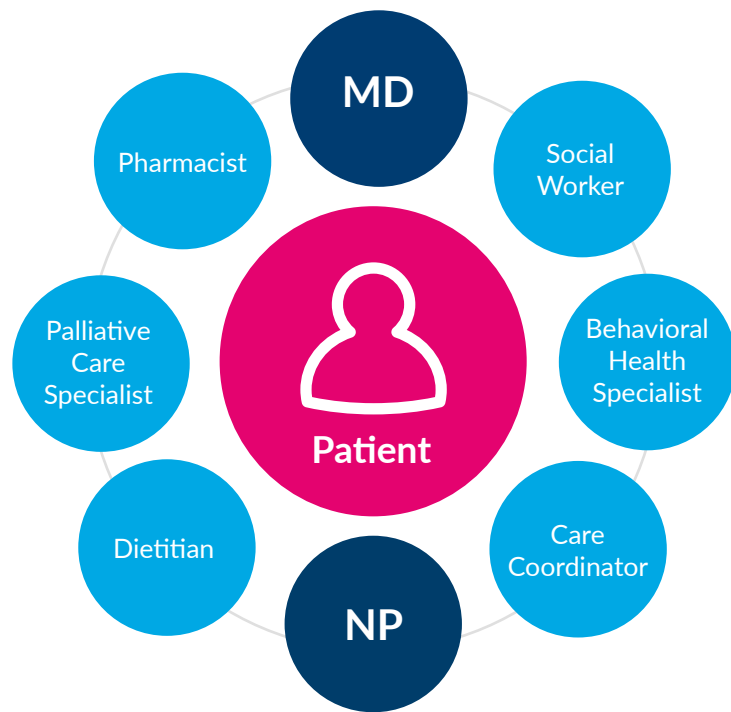 MD
Pharmacist
Social
Worker
Palliative
Care
Specialist
Behavioral
Health
Specialist
Patient
Dietitian
Care
Coordinator
NP